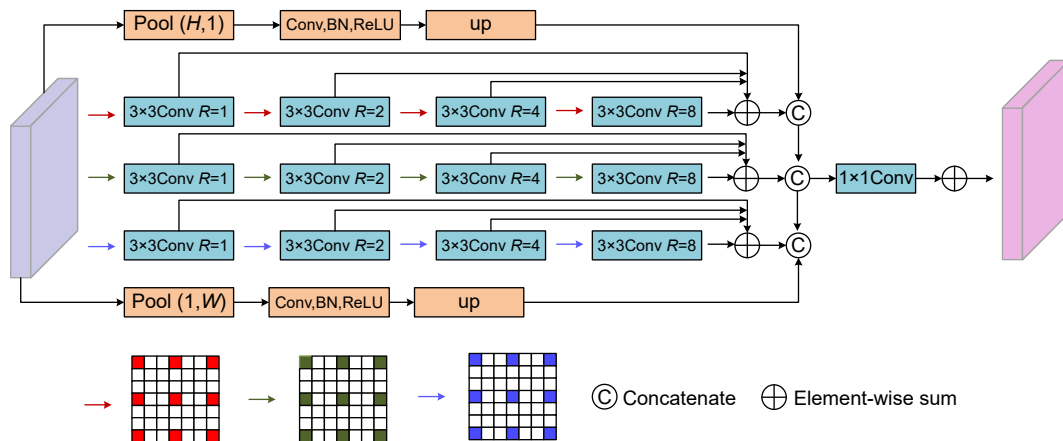 Pool (H,1) Conv,BN,ReLU up
3×3Conv R=1 3×3Conv R=2 3×3Conv R=4 3×3Conv R=8 C
3×3Conv R=1 3×3Conv R=2 3×3Conv R=4 3×3Conv R=8 C 1×1Conv
3×3Conv R=1 3×3Conv R=2 3×3Conv R=4 3×3Conv R=8 C
Pool (1,W) Conv,BN,ReLU up
C Concatenate Element-wise sum